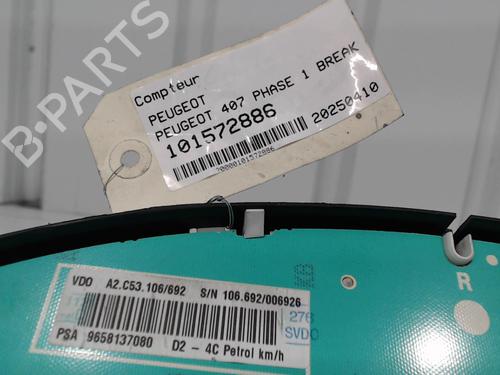 B-PARTS
Compteur
PEUGEOT
PEUGEOT 407 PHASE 1 BREAK
101572886
20250410
20000101572886
VDO A2.C53.106/692 S/N 106.692/006926
276
SVDO
PSA 9658137080 D2 - 4C Petrol km/h
R